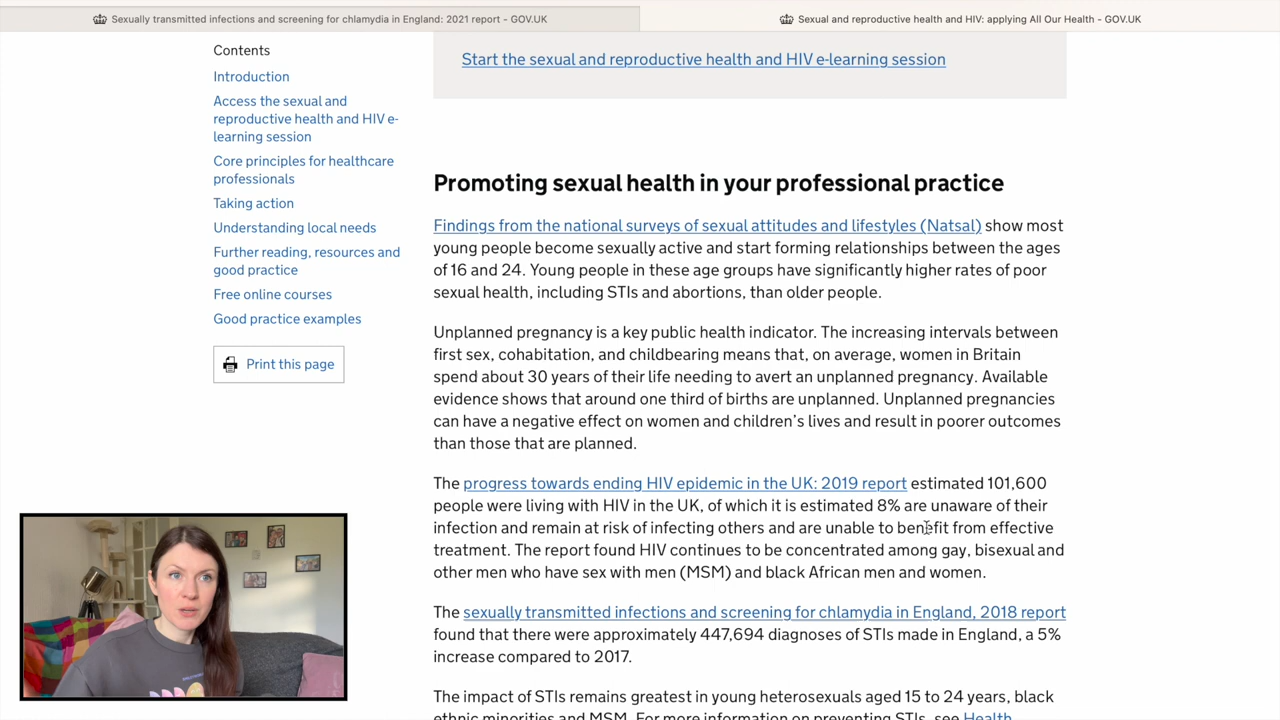 Sexually transmitted infections and screening for chlamydia in England: 2021 report - GOV.UK
Sexual and reproductive health and HIV: applying All Our Health - GOV.UK
Contents
Introduction
Access the sexual and
reproductive health and HIV e-
learning session
Core principles for healthcare
professionals
Taking action
Understanding local needs
Further reading, resources and
good practice
Free online courses
Good practice examples
Print this page
Start the sexual and reproductive health and HIV e-learning session
Promoting sexual health in your professional practice
Findings from the national surveys of sexual attitudes and lifestyles (Natsal) show most
young people become sexually active and start forming relationships between the ages
of 16 and 24. Young people in these age groups have significantly higher rates of poor
sexual health, including STIs and abortions, than older people.
Unplanned pregnancy is a key public health indicator. The increasing intervals between
first sex, cohabitation, and childbearing means that, on average, women in Britain
spend about 30 years of their life needing to avert an unplanned pregnancy. Available
evidence shows that around one third of births are unplanned. Unplanned pregnancies
can have a negative effect on women and children's lives and result in poorer outcomes
than those that are planned.
The progress towards ending HIV epidemic in the UK: 2019 report estimated 101,600
people were living with HIV in the UK, of which it is estimated 8% are unaware of their
infection and remain at risk of infecting others and are unable to benefit from effective
treatment. The report found HIV continues to be concentrated among gay, bisexual and
other men who have sex with men (MSM) and black African men and women.
The sexually transmitted infections and screening for chlamydia in England, 2018 report
found that there were approximately 447,694 diagnoses of STIs made in England, a 5%
increase compared to 2017.
The impact of STIs remains greatest in young heterosexuals aged 15 to 24 years, black
ethnic minorities and MSM. For more information on preventing STIs, see Health